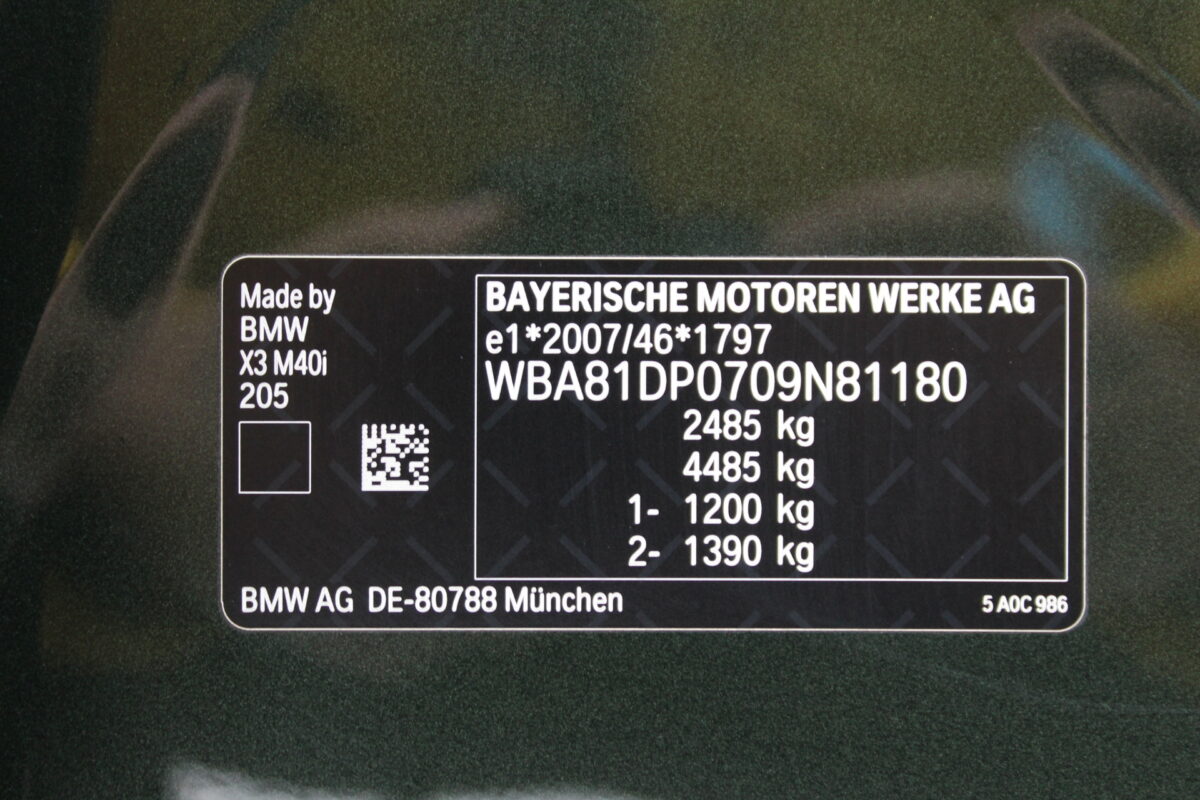 Made by
BMW
X3 M40i
205
BAYERISCHE MOTOREN WERKE AG
e1*2007/46*1797
WBA81DP0709N81180
2485 kg
4485 kg
1- 1200 kg
2- 1390 kg
BMW AG DE-80788 München
5 A0C 986